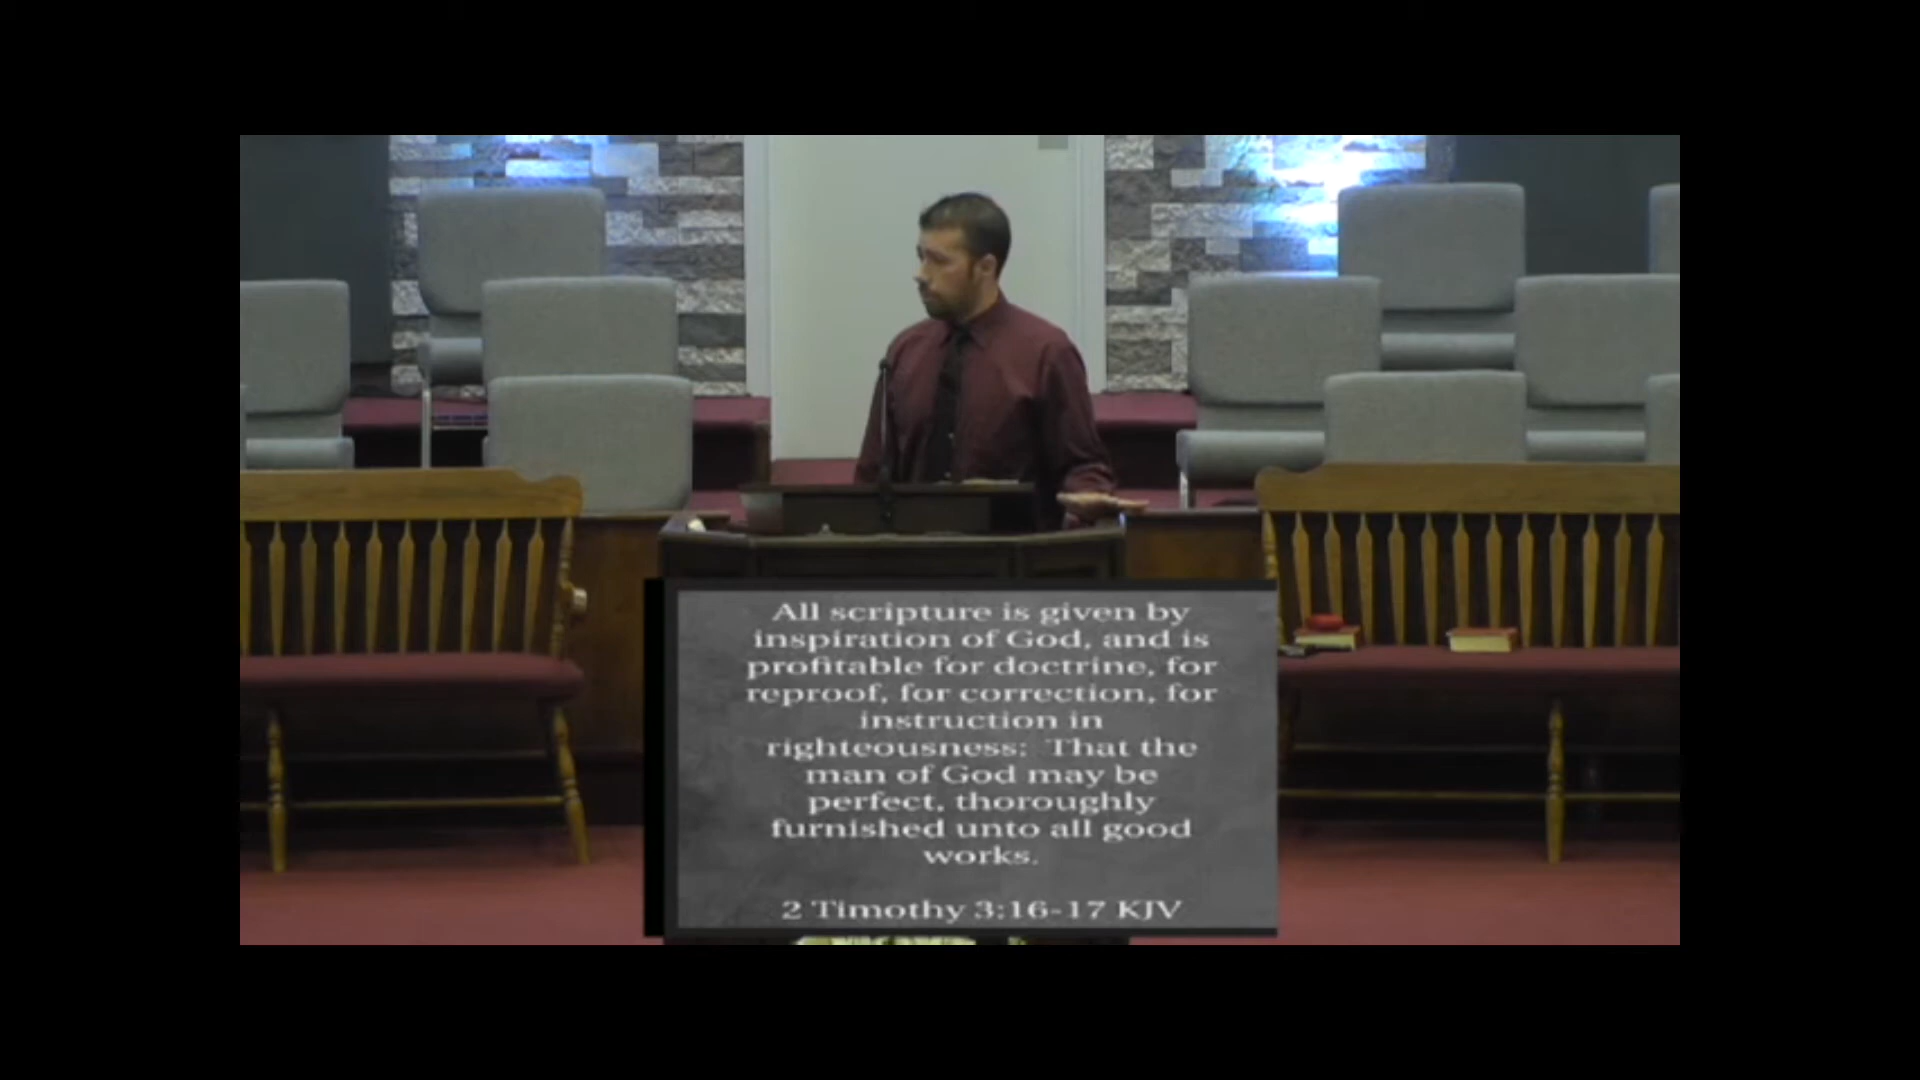 All scripture is given by
inspiration of God, and is
profitable for doctrine, for
reproof, for correction, for
instruction in
righteousness: That the
man of God may be
perfect, thoroughly
furnished unto all good
works.
2 Timothy 3:16-17 KJV